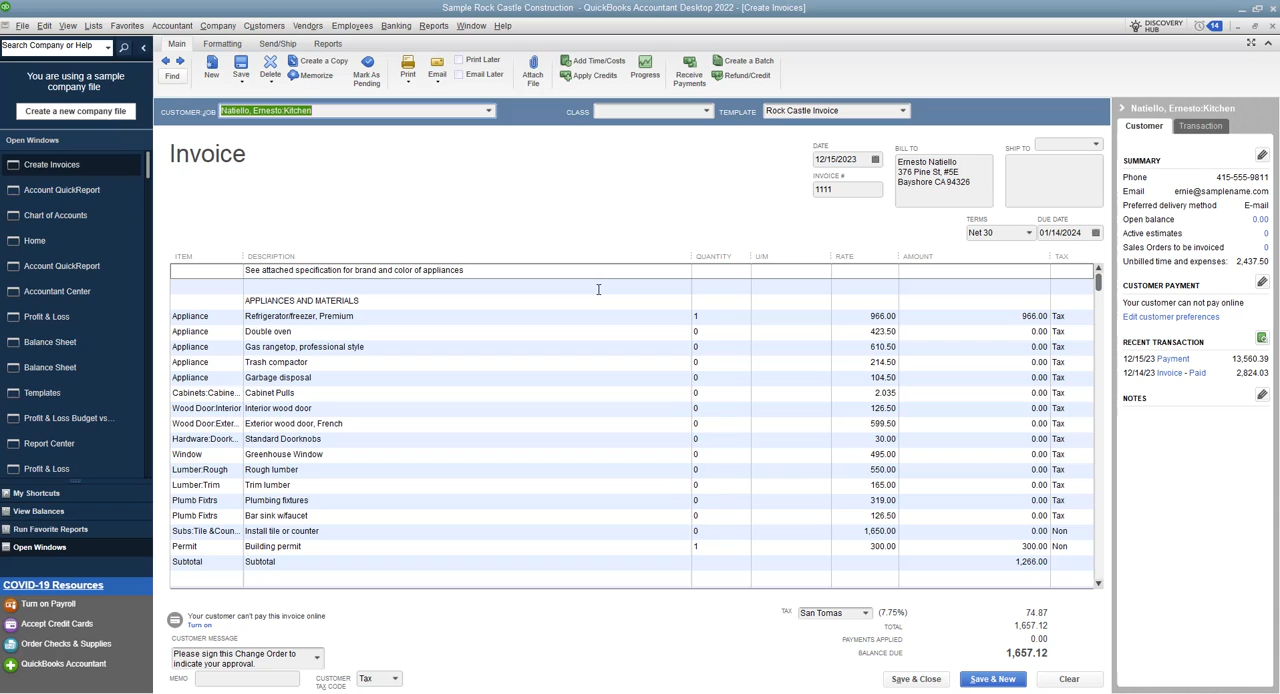 Sample Rock Castle Construction - QuickBooks Accountant Desktop 2022 - [Create Invoices]
File Edit View Lists Favorites Accountant Company Customers Vendors Employees Banking Reports Window Help
DISCOVERY HUB 14
Search Company or Help
Main Formatting Send/Ship Reports
Find New Save Delete Create a Copy Memorize Mark As Pending Print Email Print Later Email Later Attach File Add Time/Costs Apply Credits Progress Receive Payments Create a Batch Refund/Credit
You are using a sample company file
Create a new company file
Open Windows
Create Invoices
Account QuickReport
Chart of Accounts
Home
Account QuickReport
Accountant Center
Profit & Loss
Balance Sheet
Balance Sheet
Templates
Profit & Loss Budget vs...
Report Center
Profit & Loss
My Shortcuts
View Balances
Run Favorite Reports
Open Windows
COVID-19 Resources
Turn on Payroll
Accept Credit Cards
Order Checks & Supplies
QuickBooks Accountant
CUSTOMER:JOB Natiello, Ernesto:Kitchen CLASS TEMPLATE Rock Castle Invoice
Invoice
DATE
12/15/2023
INVOICE #
1111
BILL TO
Ernesto Natiello
376 Pine St, #5E
Bayshore CA 94326
SHIP TO
TERMS DUE DATE
Net 30 01/14/2024
ITEM DESCRIPTION QUANTITY U/M RATE AMOUNT TAX
See attached specification for brand and color of appliances
APPLIANCES AND MATERIALS
Appliance Refrigerator/freezer, Premium 1 966.00 966.00 Tax
Appliance Double oven 0 423.50 0.00 Tax
Appliance Gas rangetop, professional style 0 610.50 0.00 Tax
Appliance Trash compactor 0 214.50 0.00 Tax
Appliance Garbage disposal 0 104.50 0.00 Tax
Cabinets:Cabine... Cabinet Pulls 0 2.035 0.00 Tax
Wood Door:Interior Interior wood door 0 126.50 0.00 Tax
Wood Door:Exter... Exterior wood door, French 0 599.50 0.00 Tax
Hardware:Doork... Standard Doorknobs 0 30.00 0.00 Tax
Window Greenhouse Window 0 495.00 0.00 Tax
Lumber:Rough Rough lumber 0 550.00 0.00 Tax
Lumber:Trim Trim lumber 0 165.00 0.00 Tax
Plumb Fixtrs Plumbing fixtures 0 319.00 0.00 Tax
Plumb Fixtrs Bar sink w/faucet 0 126.50 0.00 Tax
Subs:Tile &Coun... Install tile or counter 0 1,650.00 0.00 Non
Permit Building permit 1 300.00 300.00 Non
Subtotal Subtotal 1,266.00
Your customer can't pay this invoice online
Turn on
CUSTOMER MESSAGE
Please sign this Change Order to
indicate your approval.
MEMO CUSTOMER TAX CODE Tax
TAX San Tomas (7.75%) 74.87
TOTAL 1,657.12
PAYMENTS APPLIED 0.00
BALANCE DUE 1,657.12
Save & Close Save & New Clear
Natiello, Ernesto:Kitchen
Customer Transaction
SUMMARY
Phone 415-555-9811
Email ernie@samplename.com
Preferred delivery method E-mail
Open balance 0.00
Active estimates 0
Sales Orders to be invoiced 0
Unbilled time and expenses: 2,437.50
CUSTOMER PAYMENT
Your customer can not pay online
Edit customer preferences
RECENT TRANSACTION
12/15/23 Payment 13,560.39
12/14/23 Invoice - Paid 2,824.03
NOTES